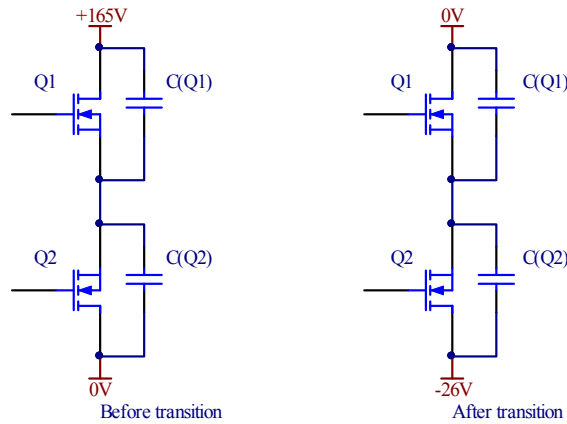 +165V
0V
Q1
C(Q1)
Q1
C(Q1)
Q2
C(Q2)
Q2
C(Q2)
0V
-26V
Before transition
After transition